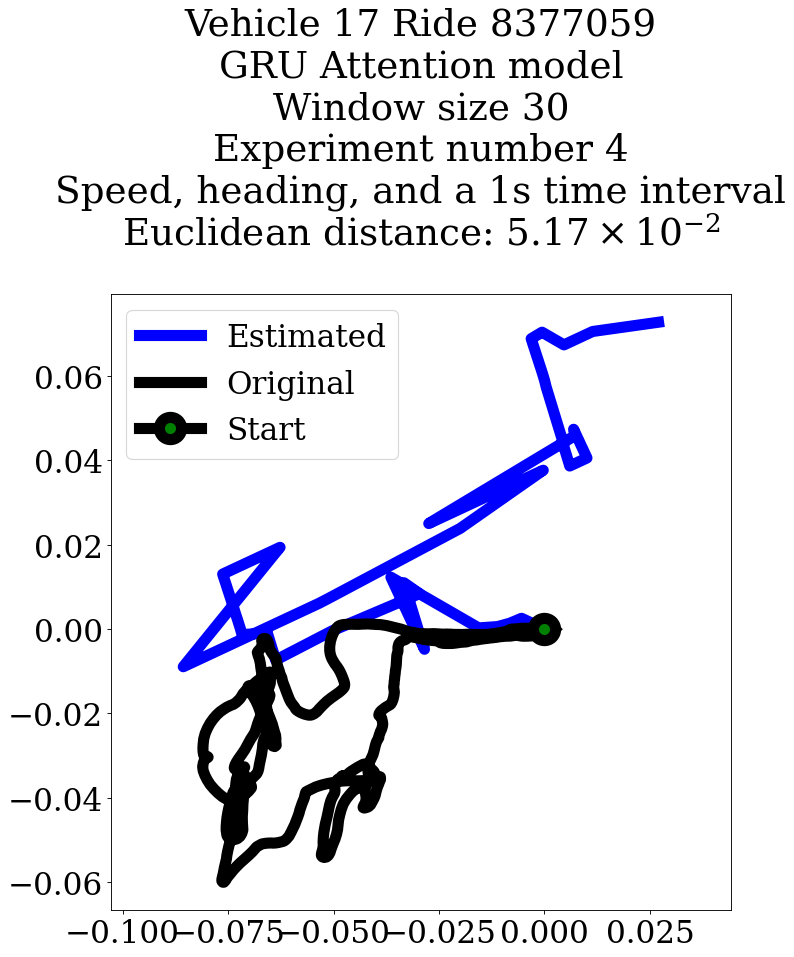 Vehicle 17 Ride 8377059
GRU Attention model
Window size 30
Experiment number 4
Speed, heading, and a 1s time interval
Euclidean distance: 5.17 × 10⁻²
Estimated
Original
Start
0.06
0.04
0.02
0.00
−0.02
−0.04
−0.06
−0.100 −0.075 −0.050 −0.025 0.000 0.025